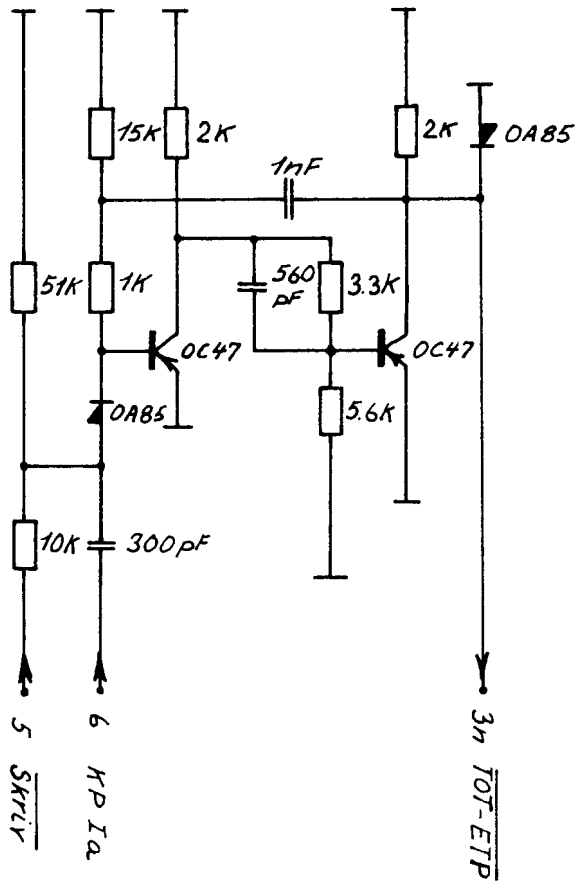 15K
2K
2K
OA85
1nF
51K
1K
560
pF
3.3K
OC47
OC47
OA85
5.6K
10K
300pF
5 Skriv
6 KP Ia
3n TOT-ETP